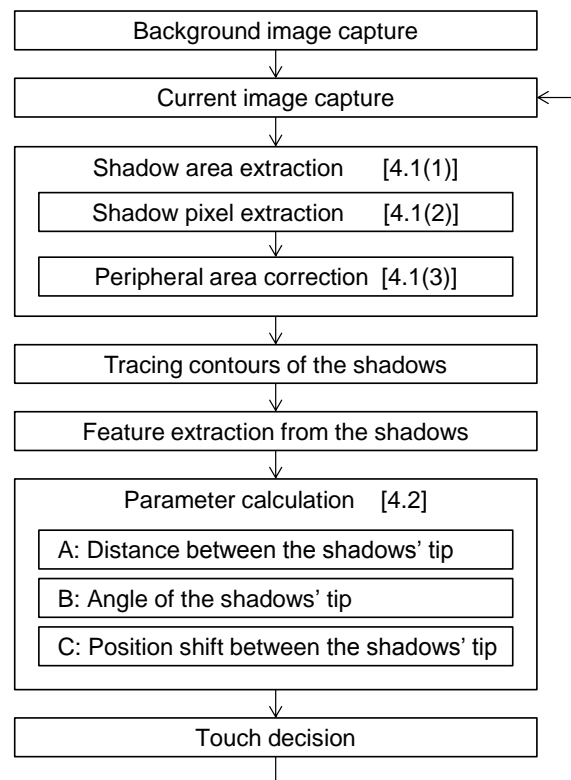 Background image capture
Current image capture
Shadow area extraction [4.1(1)]
Shadow pixel extraction [4.1(2)]
Peripheral area correction [4.1(3)]
Tracing contours of the shadows
Feature extraction from the shadows
Parameter calculation [4.2]
A: Distance between the shadows’ tip
B: Angle of the shadows’ tip
C: Position shift between the shadows’ tip
Touch decision